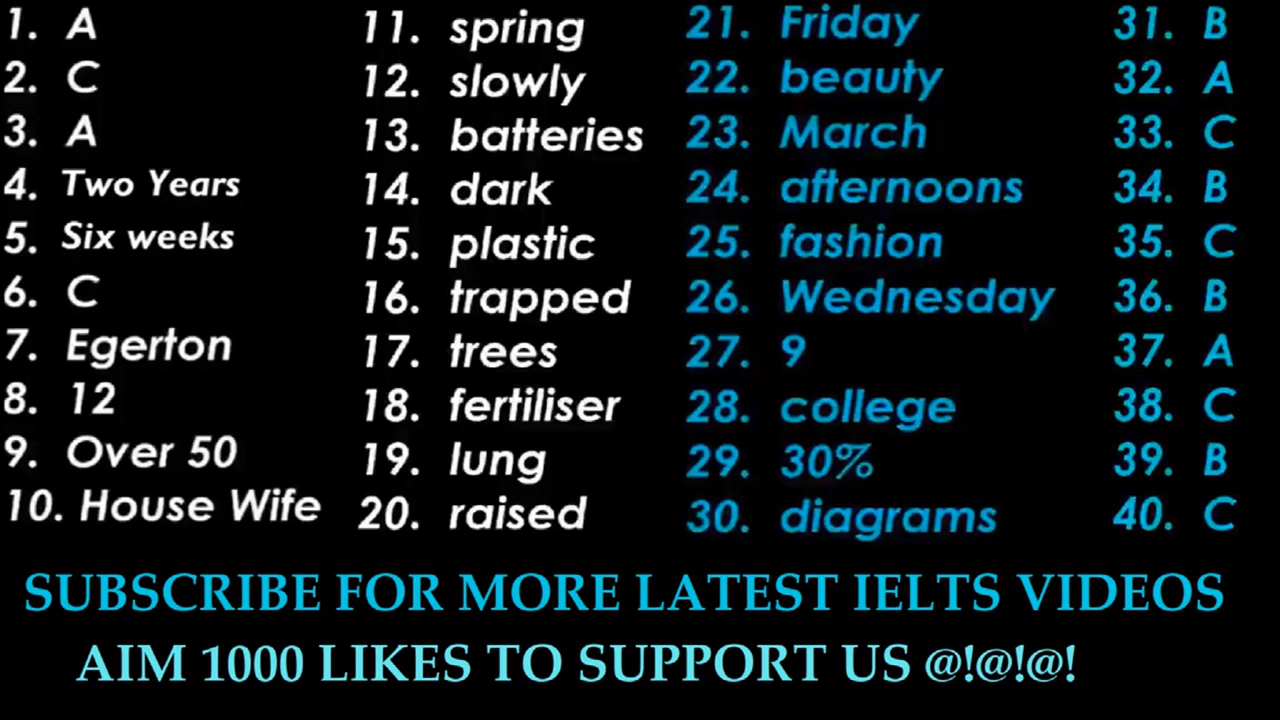 1. A
2. C
3. A
4. Two Years
5. Six weeks
6. C
7. Egerton
8. 12
9. Over 50
10. House Wife
11. spring
12. slowly
13. batteries
14. dark
15. plastic
16. trapped
17. trees
18. fertiliser
19. lung
20. raised
21. Friday
22. beauty
23. March
24. afternoons
25. fashion
26. Wednesday
27. 9
28. college
29. 30%
30. diagrams
31. B
32. A
33. C
34. B
35. C
36. B
37. A
38. C
39. B
40. C
SUBSCRIBE FOR MORE LATEST IELTS VIDEOS
AIM 1000 LIKES TO SUPPORT US @!@!@!